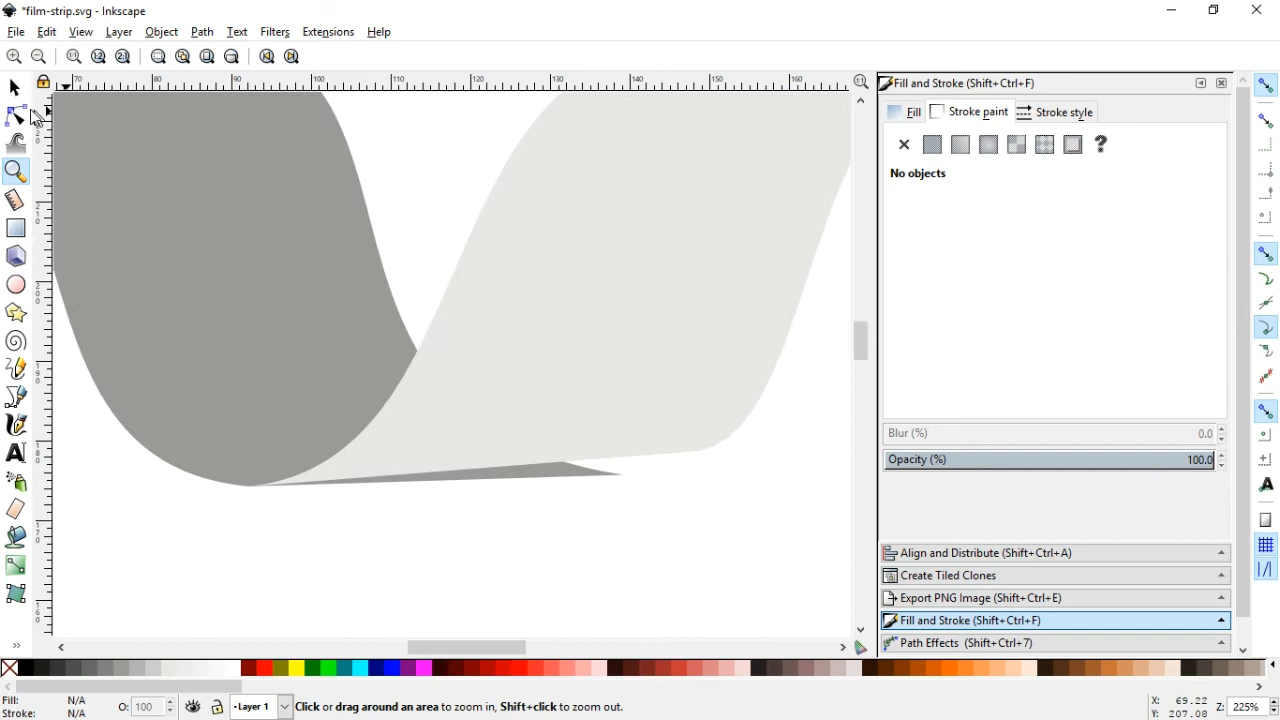 *film-strip.svg - Inkscape
File Edit View Layer Object Path Text Filters Extensions Help
70 80 90 100 110 120 130 140 150 160
Fill and Stroke (Shift+Ctrl+F)
Fill Stroke paint Stroke style
No objects
Blur (%) 0.0
Opacity (%) 100.0
Align and Distribute (Shift+Ctrl+A)
Create Tiled Clones
Export PNG Image (Shift+Ctrl+E)
Fill and Stroke (Shift+Ctrl+F)
Path Effects (Shift+Ctrl+7)
Fill: N/A
Stroke: N/A
O: 100
Layer 1
Click or drag around an area to zoom in, Shift+click to zoom out.
X: 69.22
Y: 207.08
Z: 225%